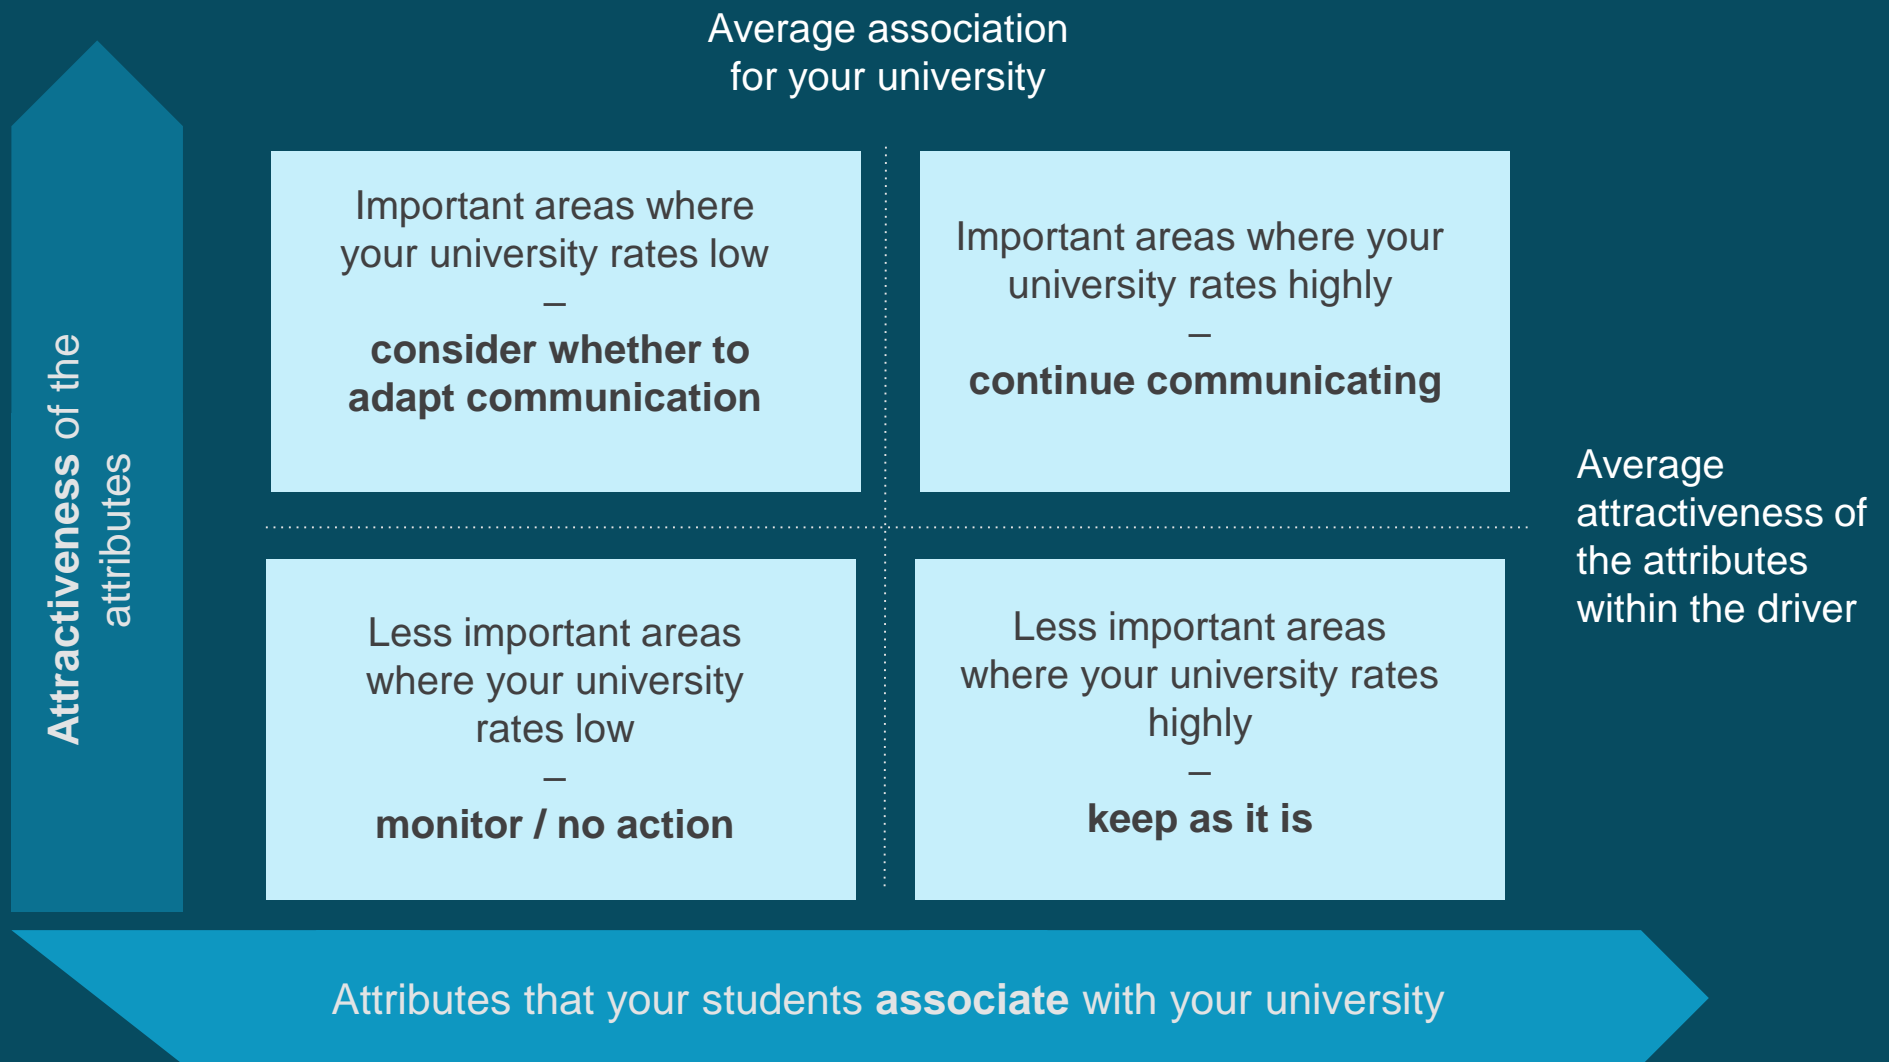 Average association
for your university
Attractiveness of the
attributes
Important areas where
your university rates low
–
consider whether to
adapt communication
Important areas where your
university rates highly
–
continue communicating
Average
attractiveness of
the attributes
within the driver
Less important areas
where your university
rates low
–
monitor / no action
Less important areas
where your university rates
highly
–
keep as it is
Attributes that your students associate with your university